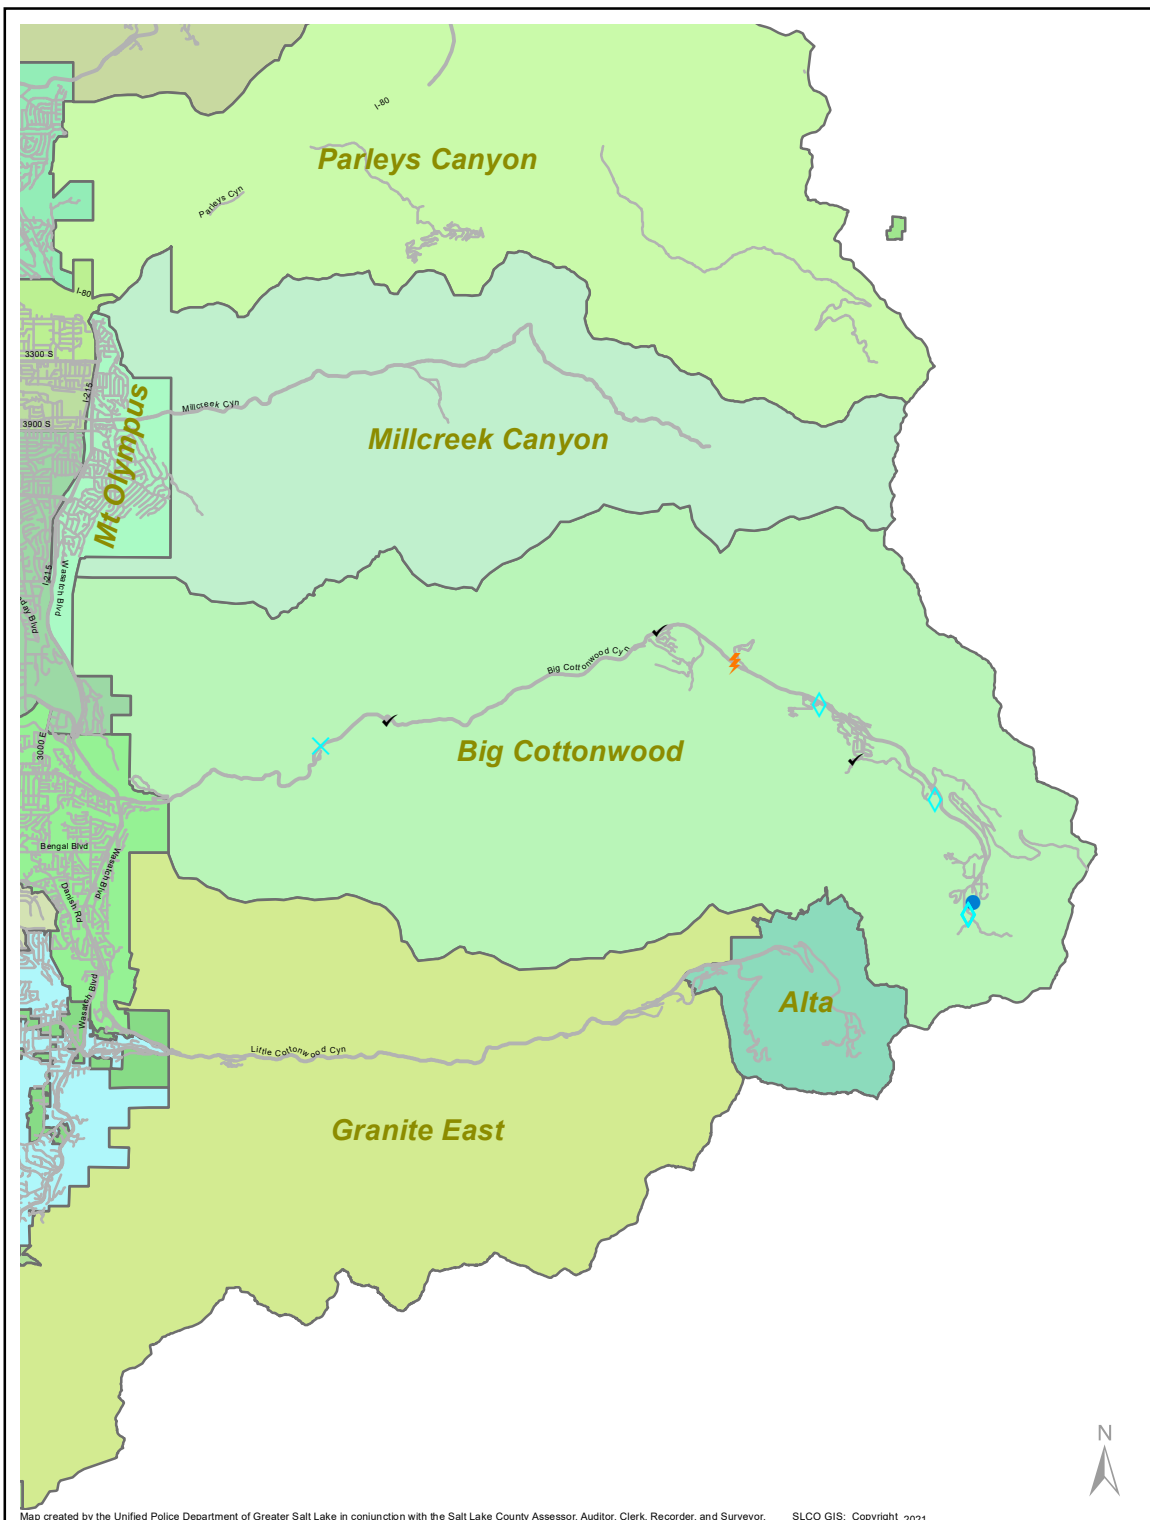 I-80
Parleys Canyon
Parleys Cyn
I-80
3300 S
I-215
Mt Olympus
Millcreek Cyn
3900 S
Millcreek Canyon
I-215
Wasatch Blvd
day Blvd
Big Cottonwood Cyn
3000 E
Big Cottonwood
Bengal Blvd
Wasatch Blvd
Danish Rd
Wasatch Blvd
Alta
Little Cottonwood Cyn
Granite East
N
Map created by the Unified Police Department of Greater Salt Lake in conjunction with the Salt Lake County Assessor, Auditor, Clerk, Recorder, and Surveyor. SLCO GIS: Copyright 2021